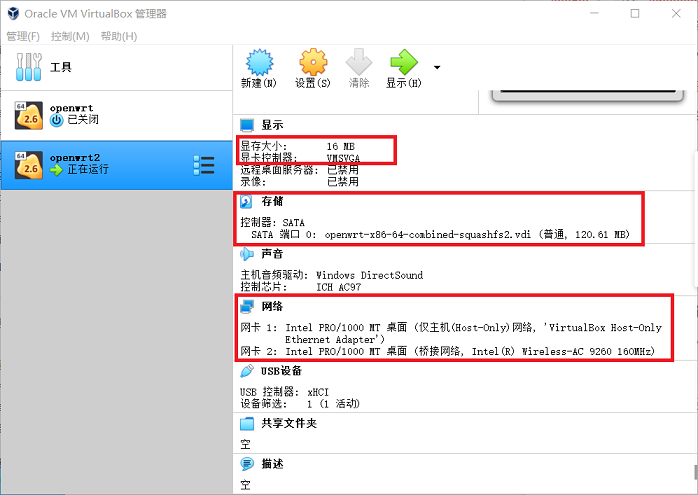 Oracle VM VirtualBox 管理器
管理(F) 控制(M) 帮助(H)
工具
新建(N) 设置(S) 清除 显示(H)
64
2.6
openwrt
已关闭
64
2.6
openwrt2
正在运行
显示
显存大小: 16 MB
显卡控制器: VMSVGA
远程桌面服务器: 已禁用
录像: 已禁用
存储
控制器: SATA
SATA 端口 0: openwrt-x86-64-combined-squashfs2.vdi (普通, 120.61 MB)
声音
主机音频驱动: Windows DirectSound
控制芯片: ICH AC97
网络
网卡 1: Intel PRO/1000 MT 桌面 (仅主机(Host-Only)网络, 'VirtualBox Host-Only
Ethernet Adapter')
网卡 2: Intel PRO/1000 MT 桌面 (桥接网络, Intel(R) Wireless-AC 9260 160MHz)
USB设备
USB 控制器: xHCI
设备筛选: 1 (1 活动)
共享文件夹
空
描述
空